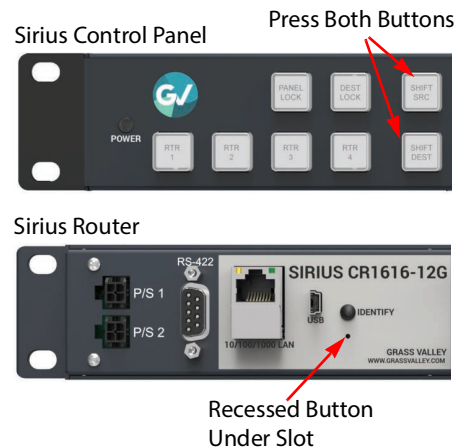 Press Both Buttons
Sirius Control Panel
GV
PANEL LOCK
DEST LOCK
SHIFT SRC
POWER
RTR 1
RTR 2
RTR 3
RTR 4
SHIFT DEST
Sirius Router
RS-422
P/S 1
P/S 2
SIRIUS CR1616-12G
USB
IDENTIFY
10/100/1000 LAN
GRASS VALLEY
WWW.GRASSVALLEY.COM
Recessed Button
Under Slot